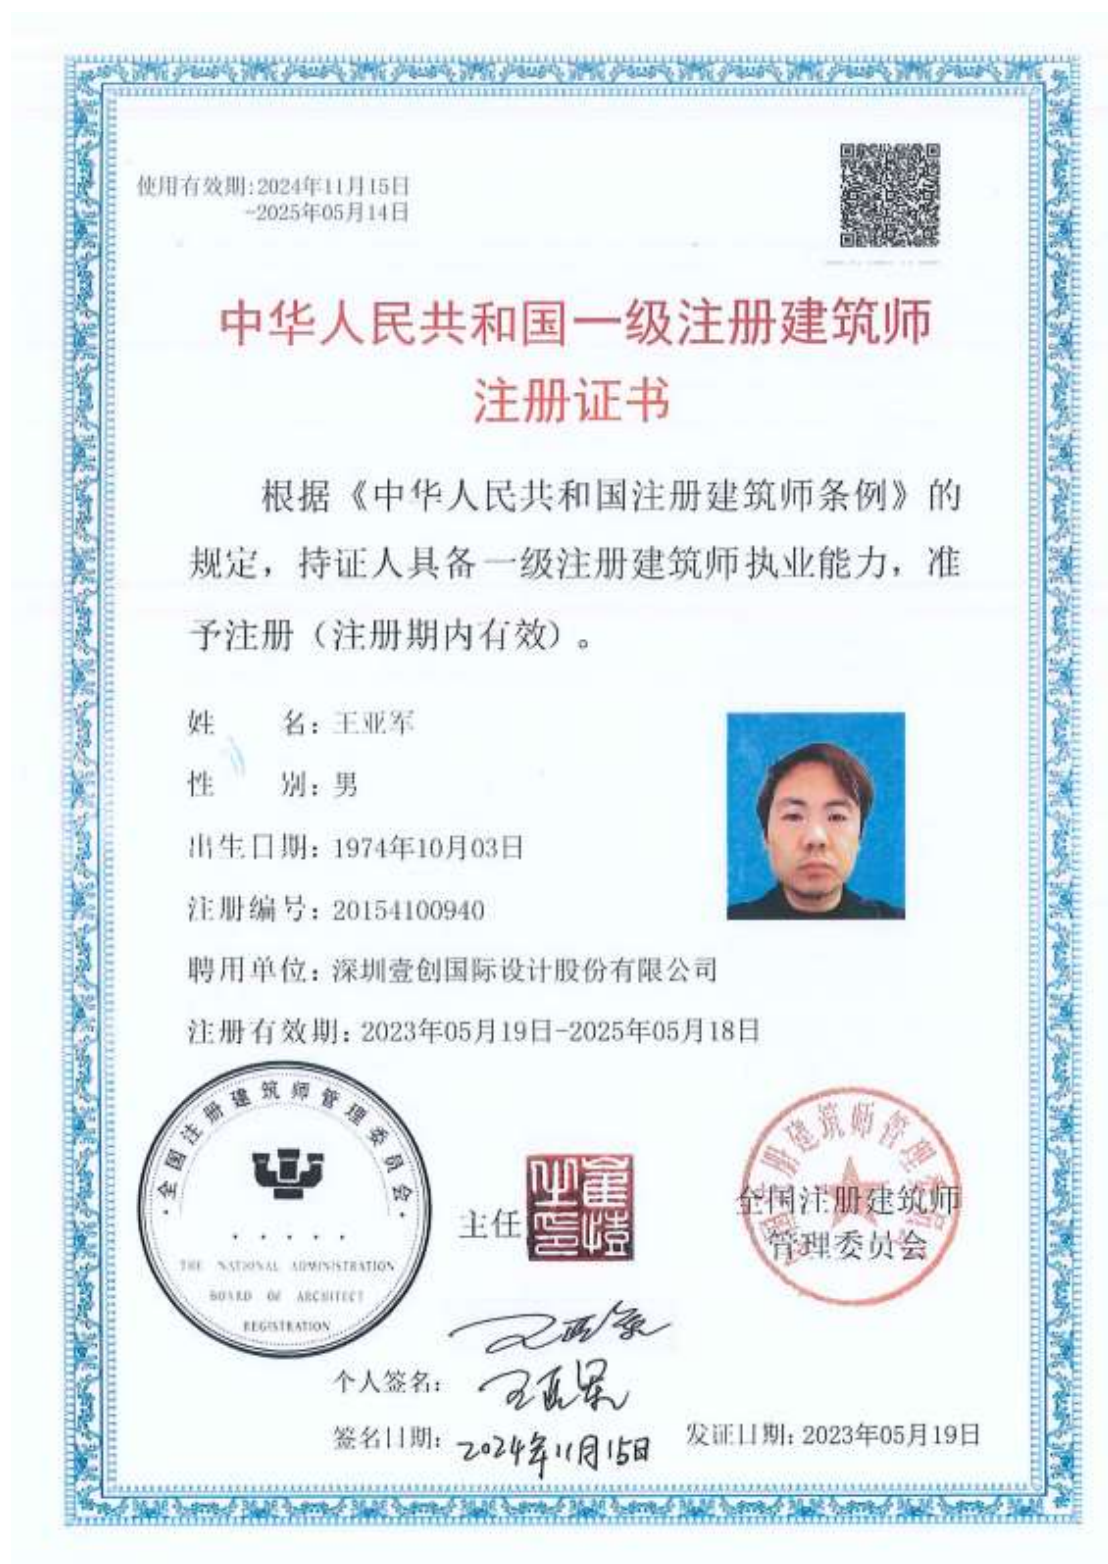 使用有效期:2024年11月15日
-2025年05月14日
中华人民共和国一级注册建筑师
注册证书
根据《中华人民共和国注册建筑师条例》的
规定，持证人具备一级注册建筑师执业能力，准
予注册（注册期内有效）。
姓 名：王亚军
性 别：男
出生日期：1974年10月03日
注册编号：20154100940
聘用单位：深圳壹创国际设计股份有限公司
注册有效期：2023年05月19日-2025年05月18日
全国注册建筑师管理委员会
THE NATIONAL ADMINISTRATION
BOARD OF ARCHITECT
REGISTRATION
主任
全国注册建筑师
管理委员会
个人签名：
签名日期：2024年11月15日
发证日期：2023年05月19日